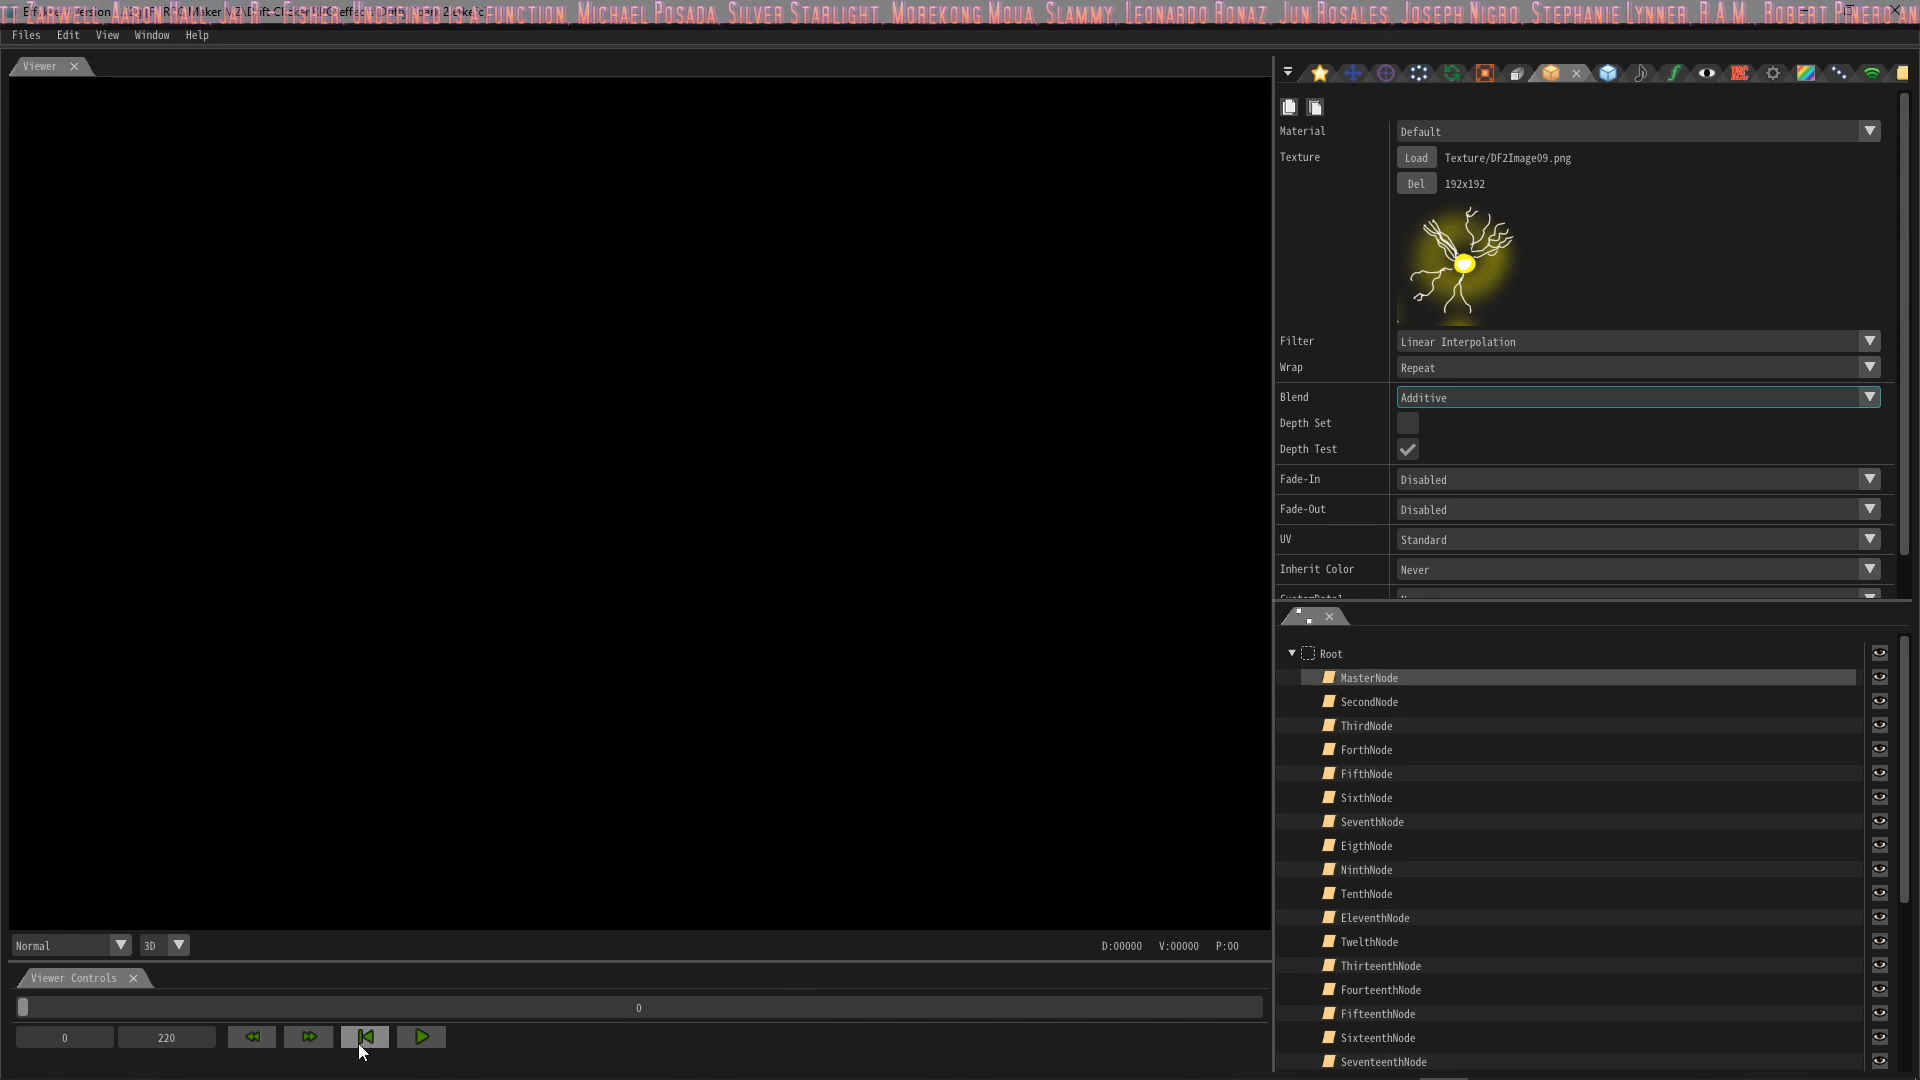 FUNCTION, MICHAEL POSADA, SILVER STARLIGHT, MOREKONG MOUA, SLAMMY, LEONARDO BONAZ, JUN ROSALES, JOSEPH NIGRO, STEPHANIE LYNNER, R.A.M., ROBERT
Files Edit View Window Help
Viewer
Material Default
Texture Load Texture/DF2Image09.png
Del 192x192
Filter Linear Interpolation
Wrap Repeat
Blend Additive
Depth Set
Depth Test
Fade-In Disabled
Fade-Out Disabled
UV Standard
Inherit Color Never
Root
MasterNode
SecondNode
ThirdNode
ForthNode
FifthNode
SixthNode
SeventhNode
EigthNode
NinthNode
TenthNode
EleventhNode
TwelthNode
ThirteenthNode
FourteenthNode
FifteenthNode
SixteenthNode
SeventeenthNode
Normal 3D D:00000 V:00000 P:00
Viewer Controls
0
0 220